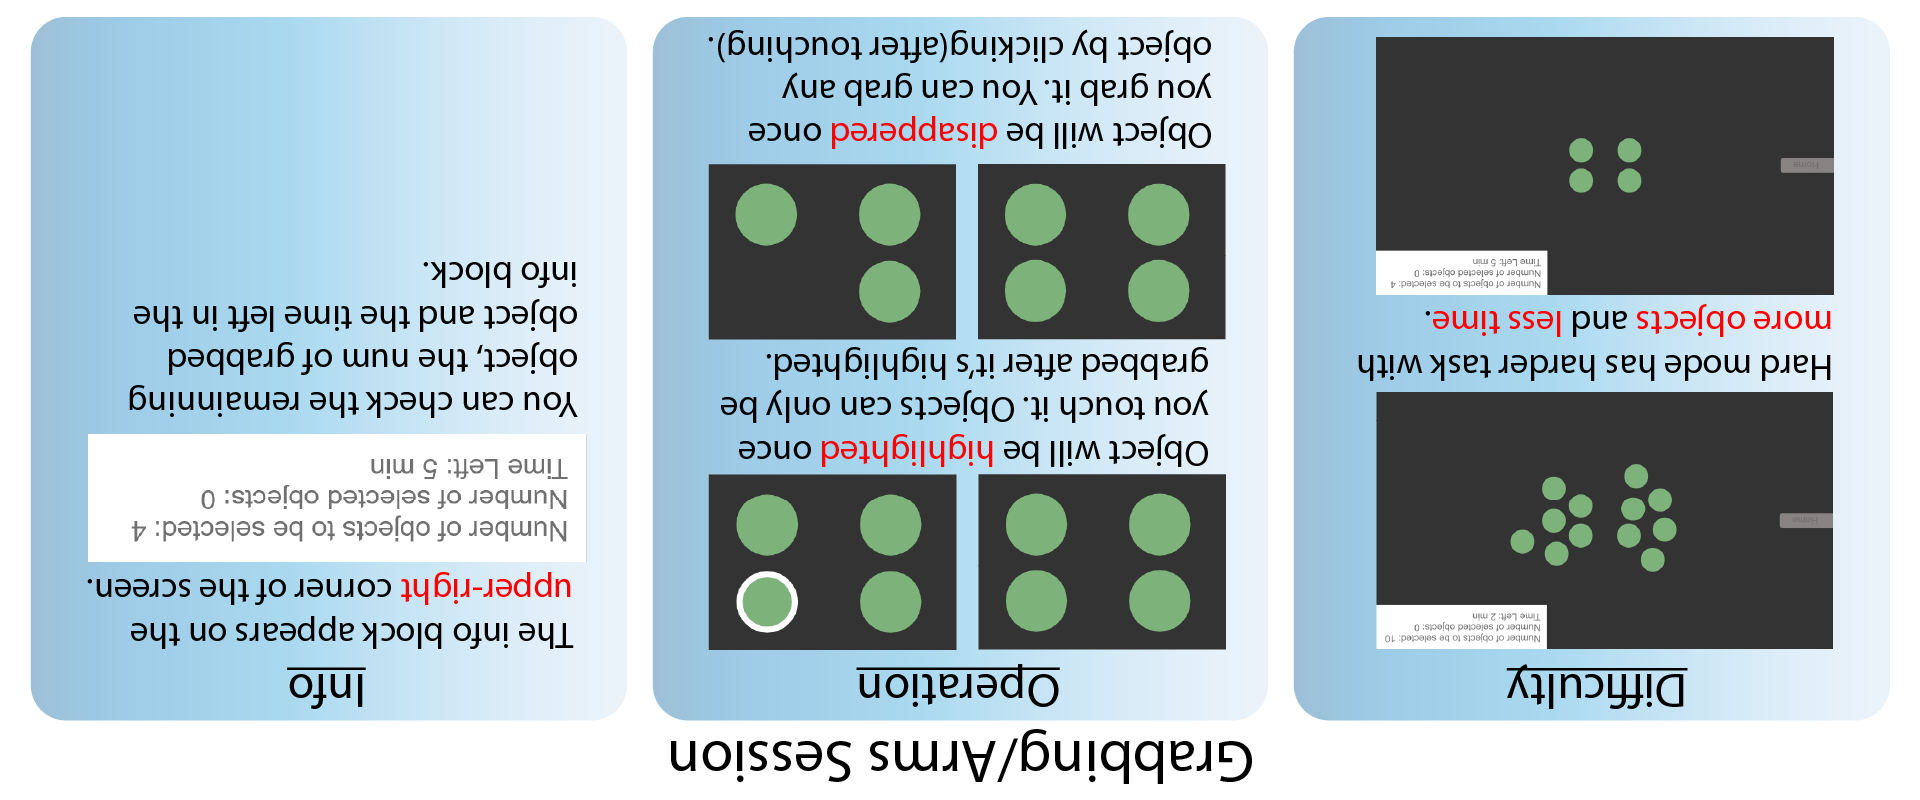 Grabbing/Arms Session
Difficulty
Number of objects to be selected: 10
Number of selected objects: 0
Time Left: 2 min
Home
Hard mode has harder task with
more objects and less time.
Number of objects to be selected: 4
Number of selected objects: 0
Time Left: 5 min
Home
Operation
Object will be highlighted once
you touch it. Objects can only be
grabbed after it's highlighted.
Object will be disappered once
you grab it. You can grab any
object by clicking(after touching).
Info
The info block appears on the
upper-right corner of the screen.
Number of objects to be selected: 4
Number of selected objects: 0
Time Left: 5 min
You can check the remainning
object, the num of grabbed
object and the time left in the
info block.